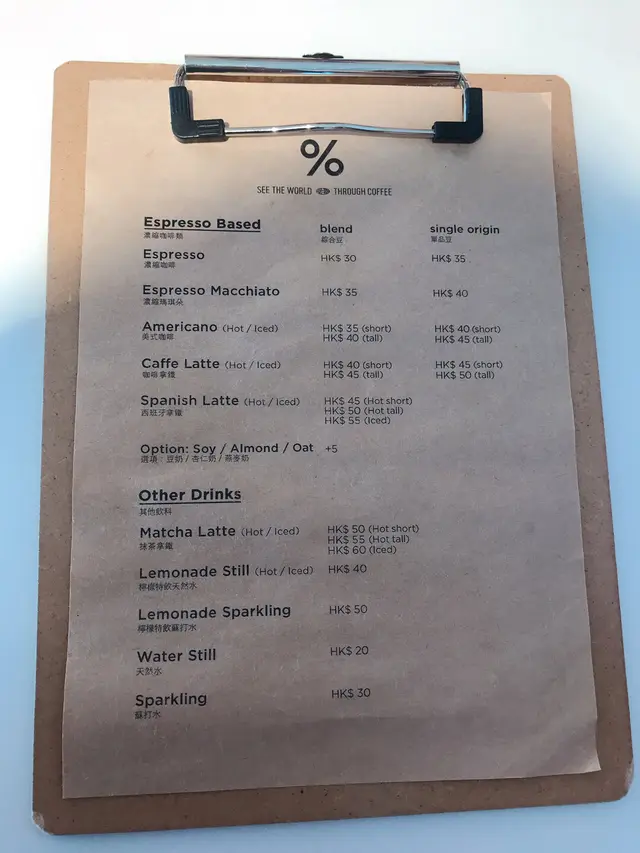 %
SEE THE WORLD THROUGH COFFEE
Espresso Based blend single origin
濃縮咖啡類 綜合豆 單品豆
Espresso HK$ 30 HK$ 35
濃縮咖啡
Espresso Macchiato HK$ 35 HK$ 40
濃縮瑪琪朵
Americano (Hot / Iced) HK$ 35 (short) HK$ 40 (short)
美式咖啡 HK$ 40 (tall) HK$ 45 (tall)
Caffe Latte (Hot / Iced) HK$ 40 (short) HK$ 45 (short)
咖啡拿鐵 HK$ 45 (tall) HK$ 50 (tall)
Spanish Latte (Hot / Iced) HK$ 45 (Hot short)
西班牙拿鐵 HK$ 50 (Hot tall)
HK$ 55 (Iced)
Option: Soy / Almond / Oat +5
選項：豆奶 / 杏仁奶 / 燕麥奶
Other Drinks
其他飲料
Matcha Latte (Hot / Iced) HK$ 50 (Hot short)
抹茶拿鐵 HK$ 55 (Hot tall)
HK$ 60 (Iced)
Lemonade Still (Hot / Iced) HK$ 40
檸檬特飲天然水
Lemonade Sparkling HK$ 50
檸檬特飲蘇打水
Water Still HK$ 20
天然水
Sparkling HK$ 30
蘇打水